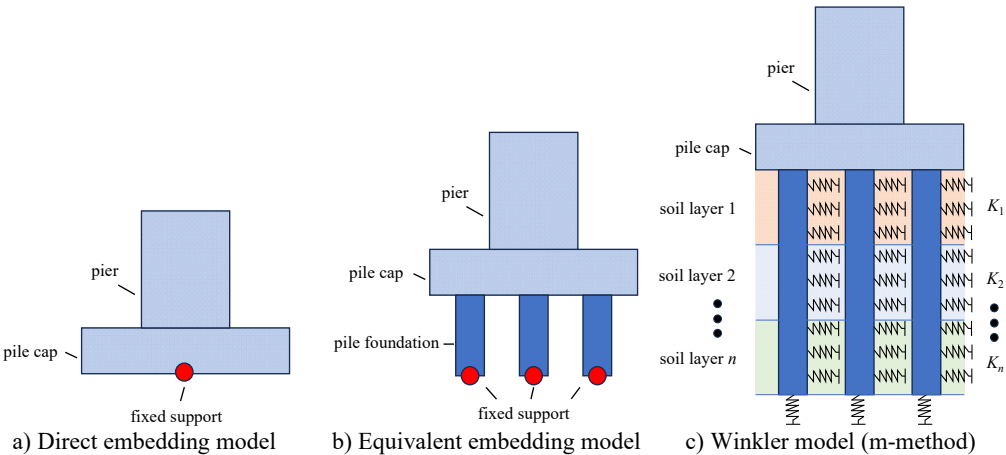 pier
pile cap
fixed support
a) Direct embedding model
pier
pile cap
pile foundation
fixed support
b) Equivalent embedding model
pier
pile cap
soil layer 1
K1
soil layer 2
K2
soil layer n
Kn
c) Winkler model (m-method)